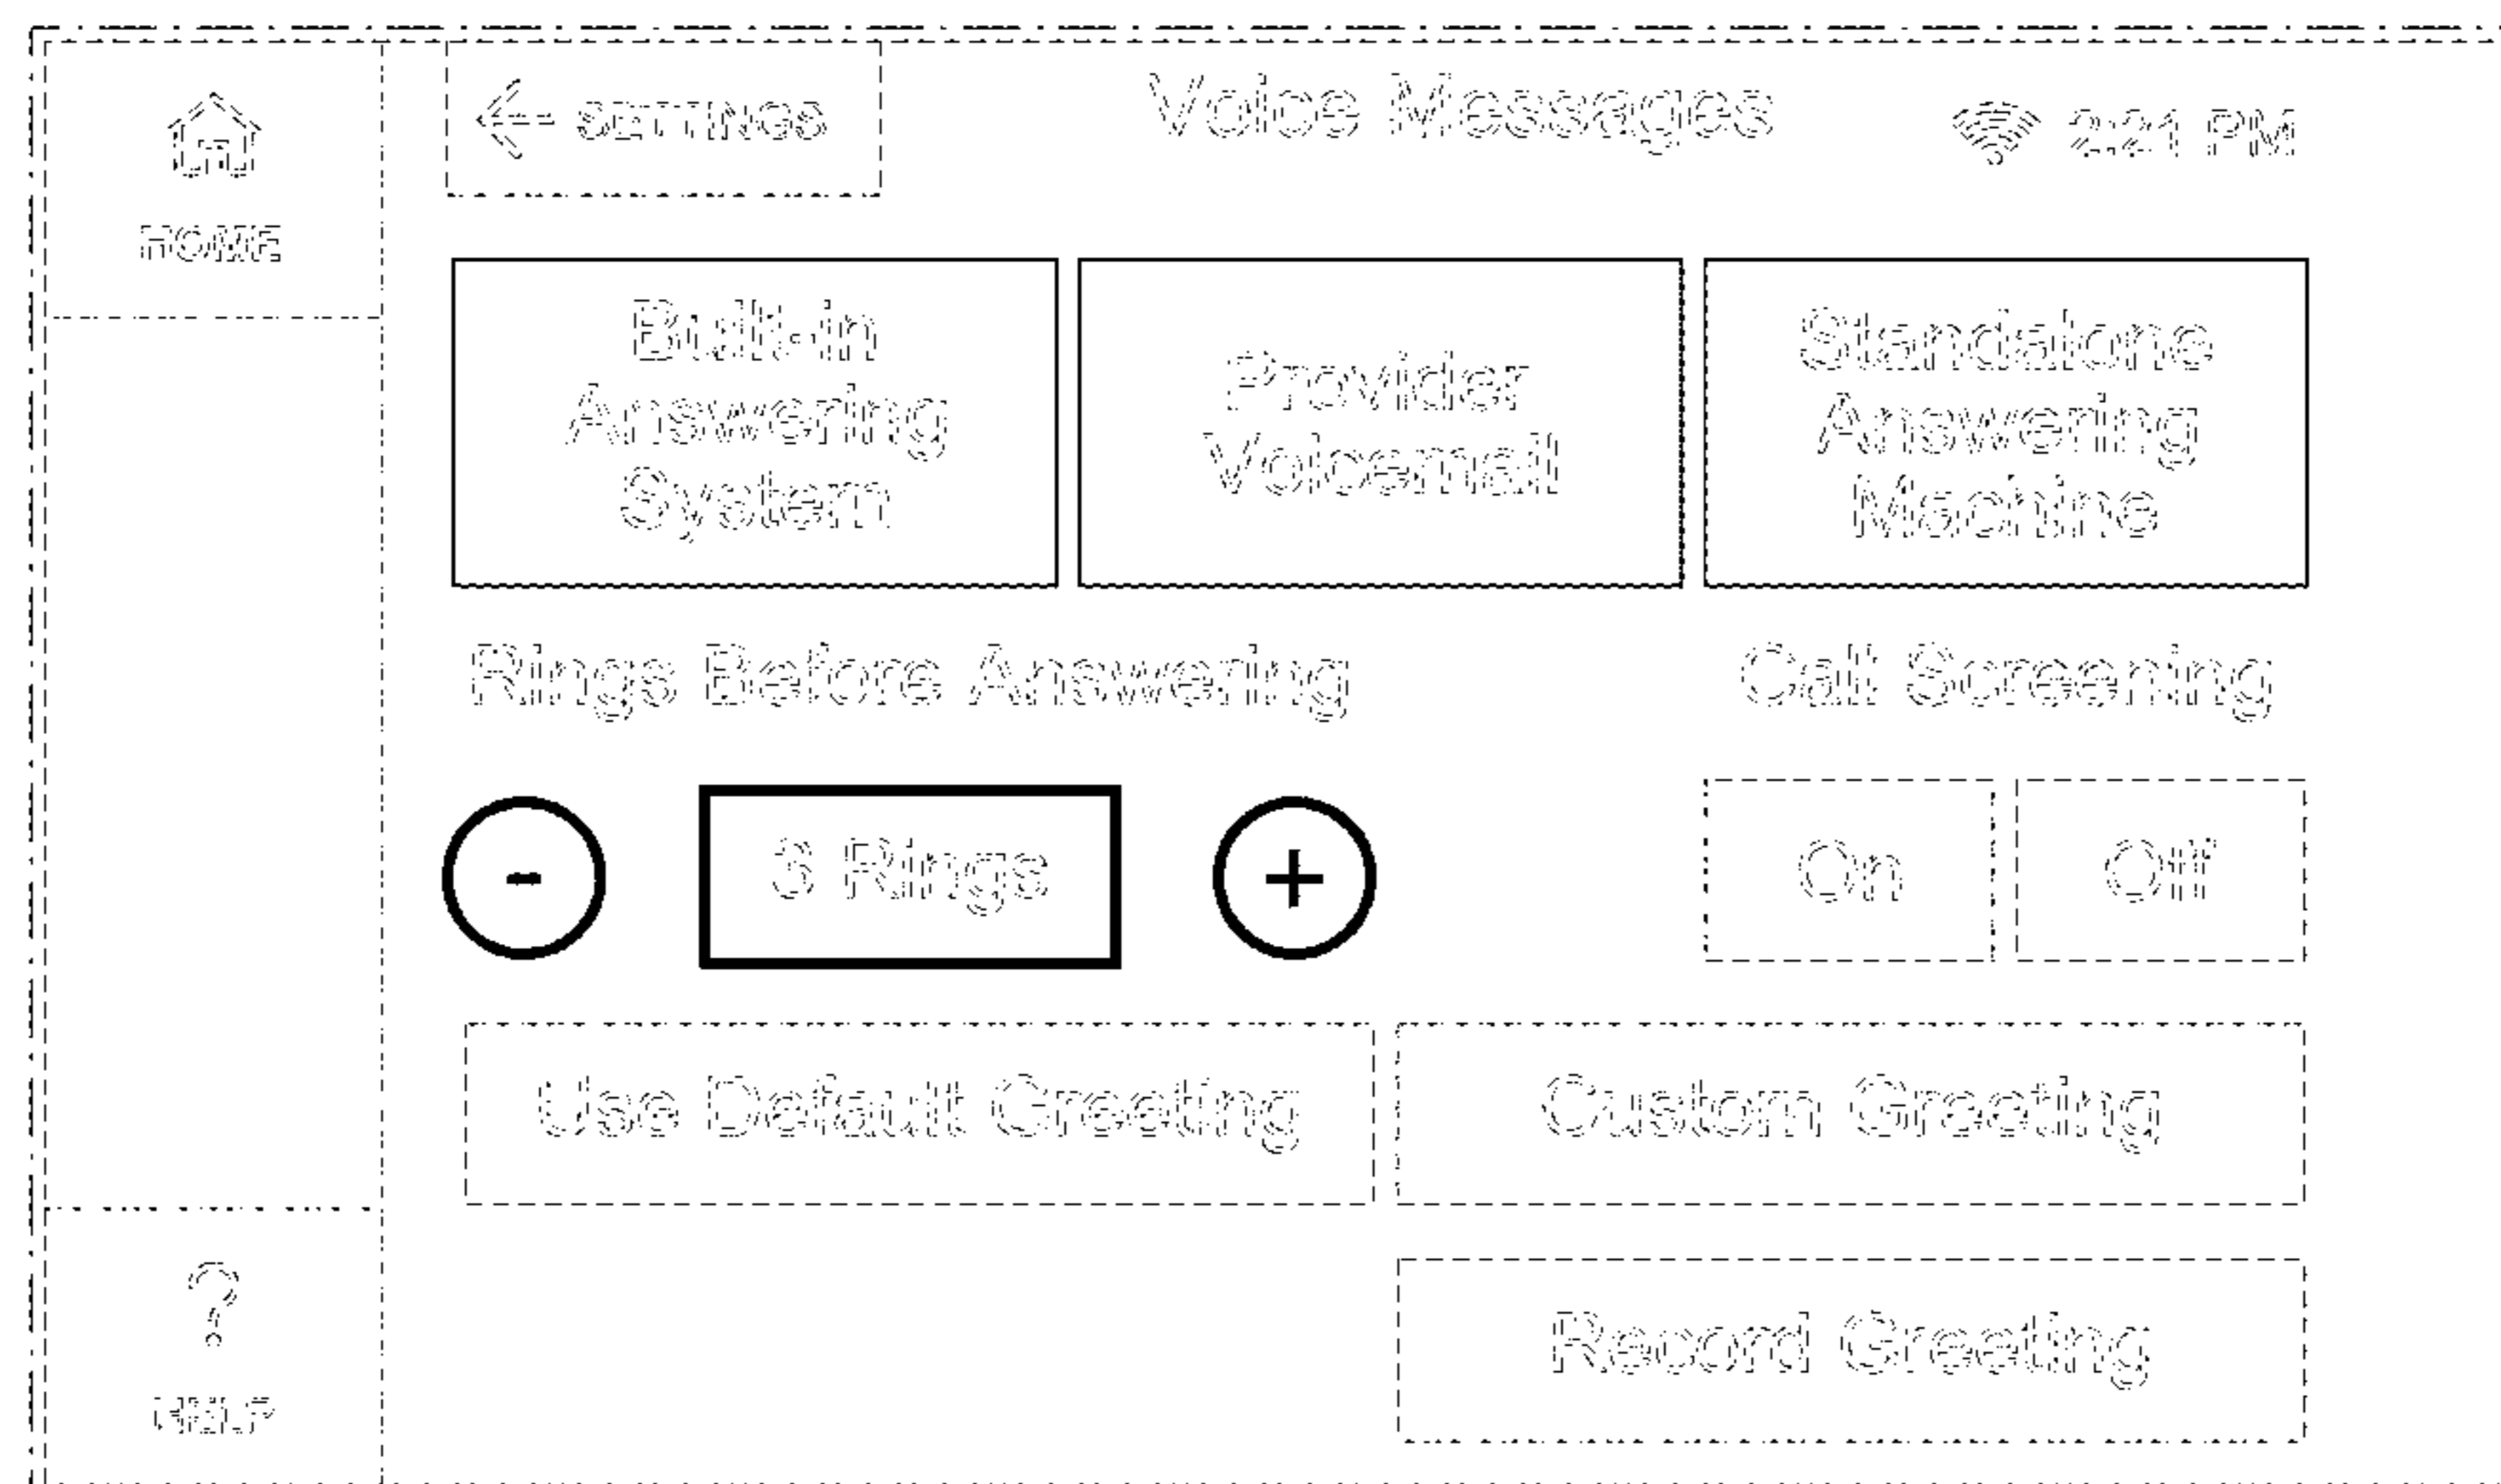 ← SETTINGS
Voice Messages
2:21 PM
HOME
Built-in
Answering
System
Provider
Voicemail
Standalone
Answering
Machine
Rings Before Answering
Call Screening
-
3 Rings
+
On
Off
Use Default Greeting
Custom Greeting
?
HELP
Record Greeting